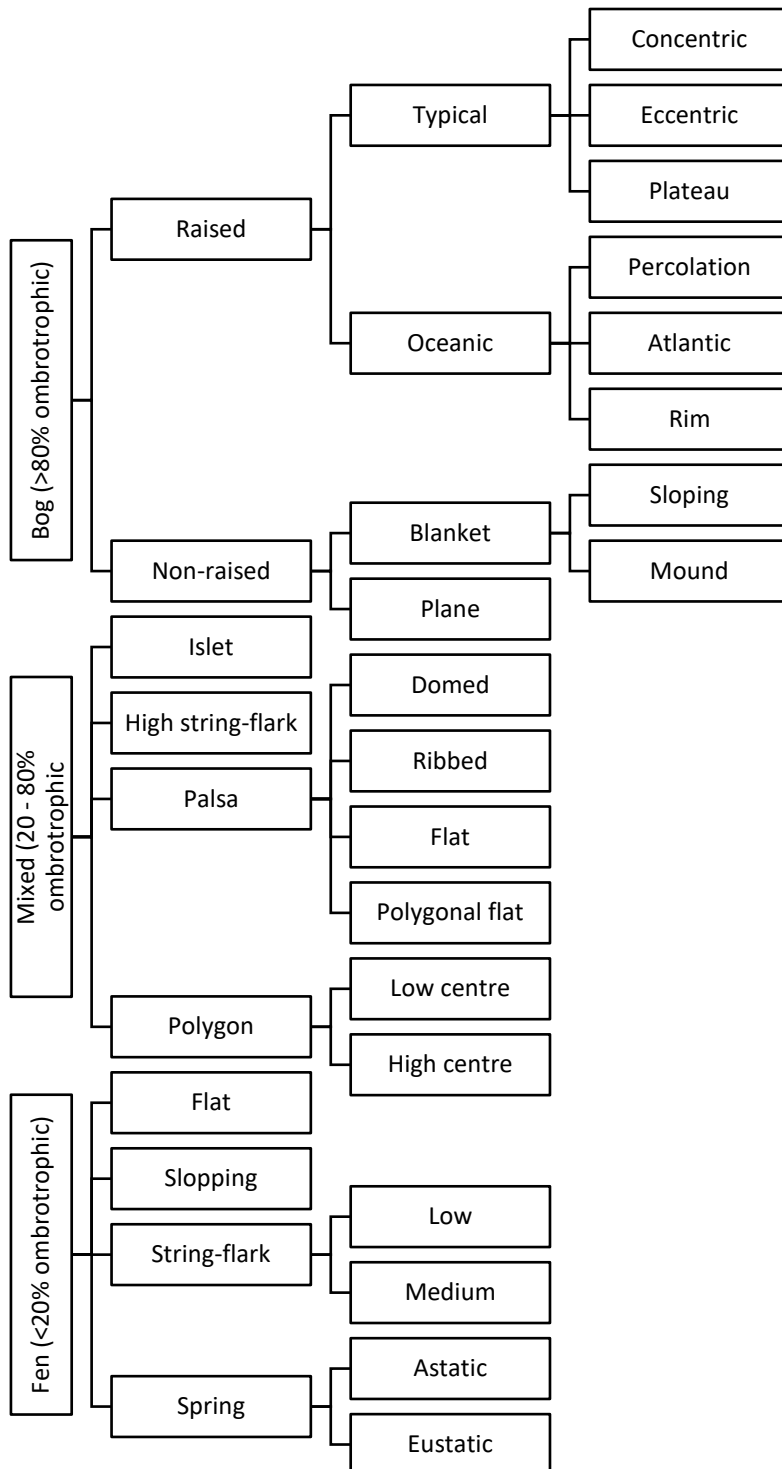 Bog (>80% ombrotrophic)
Raised
Typical
Concentric
Eccentric
Plateau
Oceanic
Percolation
Atlantic
Rim
Non-raised
Blanket
Sloping
Mound
Plane
Mixed (20 - 80%
ombrotrophic
Islet
High string-flark
Palsa
Domed
Ribbed
Flat
Polygonal flat
Polygon
Low centre
High centre
Fen (<20% ombrotrophic)
Flat
Slopping
String-flark
Low
Medium
Spring
Astatic
Eustatic